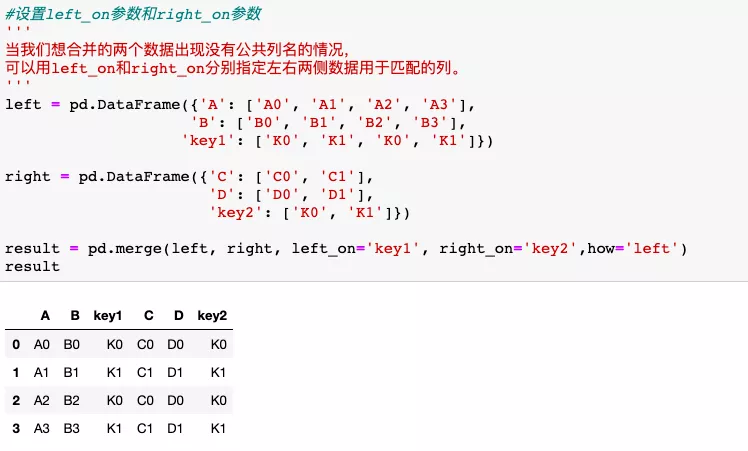 #设置left_on参数和right_on参数
'''
当我们想合并的两个数据出现没有公共列名的情况,
可以用left_on和right_on分别指定左右两侧数据用于匹配的列。
'''
left = pd.DataFrame({'A': ['A0', 'A1', 'A2', 'A3'],
'B': ['B0', 'B1', 'B2', 'B3'],
'key1': ['K0', 'K1', 'K0', 'K1']})
right = pd.DataFrame({'C': ['C0', 'C1'],
'D': ['D0', 'D1'],
'key2': ['K0', 'K1']})
result = pd.merge(left, right, left_on='key1', right_on='key2',how='left')
result
A B key1 C D key2
0 A0 B0 K0 C0 D0 K0
1 A1 B1 K1 C1 D1 K1
2 A2 B2 K0 C0 D0 K0
3 A3 B3 K1 C1 D1 K1